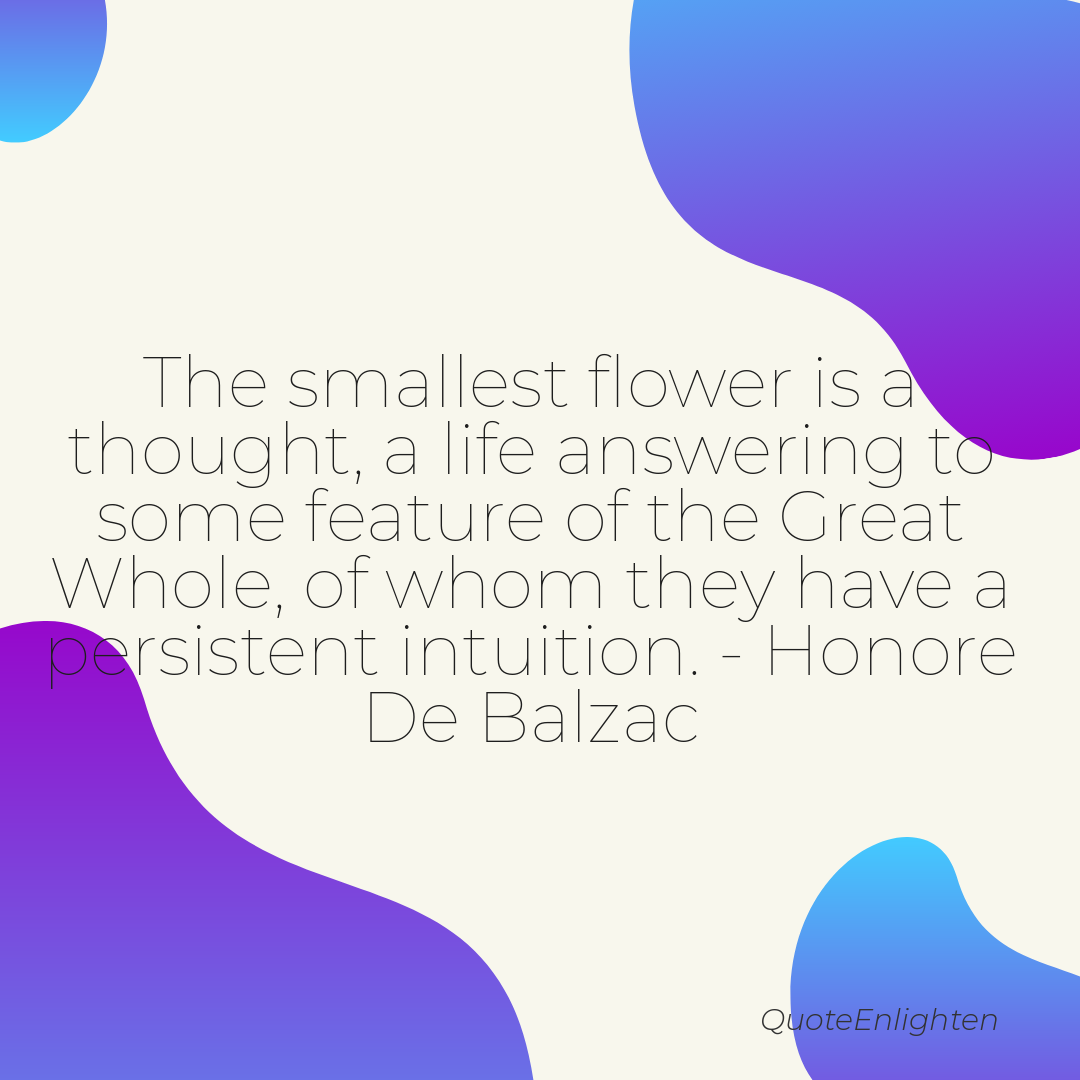 The smallest flower is a
thought, a life answering to
some feature of the Great
Whole, of whom they have a
persistent intuition. - Honore
De Balzac
QuoteEnlighten